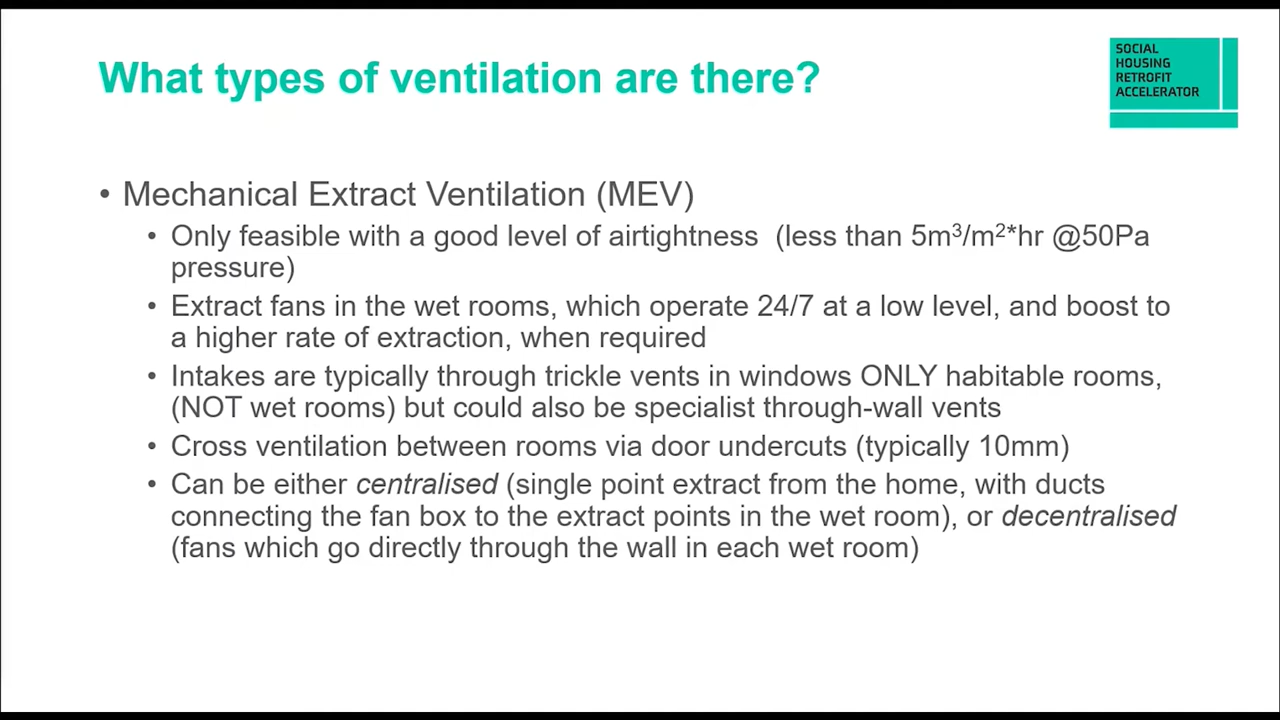 What types of ventilation are there?
SOCIAL
HOUSING
RETROFIT
ACCELERATOR
• Mechanical Extract Ventilation (MEV)
• Only feasible with a good level of airtightness (less than 5m³/m²*hr @50Pa
pressure)
• Extract fans in the wet rooms, which operate 24/7 at a low level, and boost to
a higher rate of extraction, when required
• Intakes are typically through trickle vents in windows ONLY habitable rooms,
(NOT wet rooms) but could also be specialist through-wall vents
• Cross ventilation between rooms via door undercuts (typically 10mm)
• Can be either centralised (single point extract from the home, with ducts
connecting the fan box to the extract points in the wet room), or decentralised
(fans which go directly through the wall in each wet room)